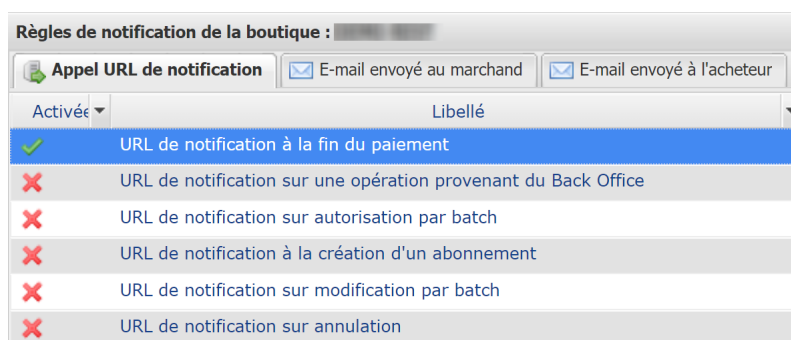 Règles de notification de la boutique :
Appel URL de notification E-mail envoyé au marchand E-mail envoyé à l'acheteur
Activée Libellé
URL de notification à la fin du paiement
URL de notification sur une opération provenant du Back Office
URL de notification sur autorisation par batch
URL de notification à la création d'un abonnement
URL de notification sur modification par batch
URL de notification sur annulation